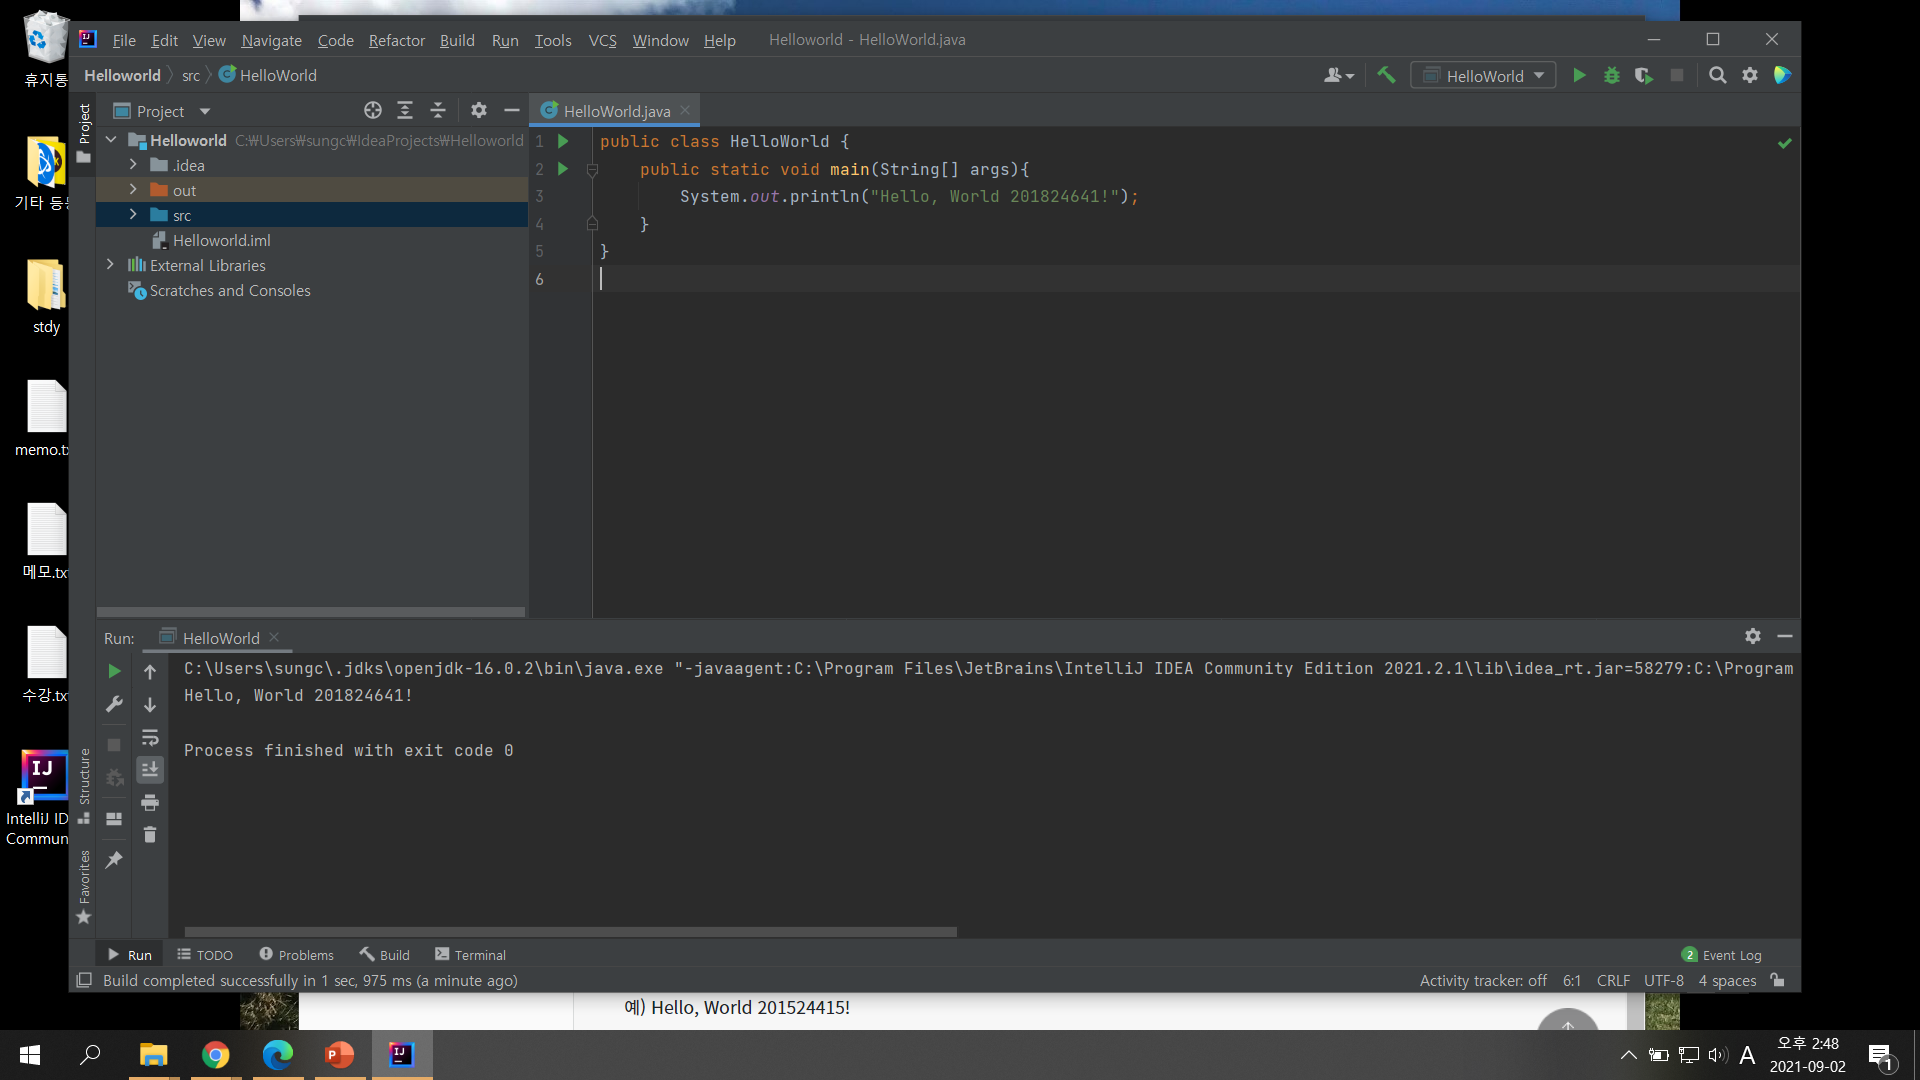 휴지통
기타 등등
stdy
memo.tx
메모.tx
수강.tx
IntelliJ ID
Commun
File Edit View Navigate Code Refactor Build Run Tools VCS Window Help Helloworld - HelloWorld.java
Helloworld src HelloWorld
HelloWorld
Project
Project
HelloWorld.java
Helloworld C:₩Users₩sungc₩IdeaProjects₩Helloworld
.idea
out
src
Helloworld.iml
External Libraries
Scratches and Consoles
1 public class HelloWorld {
2 public static void main(String[] args){
3 System.out.println("Hello, World 201824641!");
4 }
5 }
6
Run: HelloWorld
C:\Users\sungc\.jdks\openjdk-16.0.2\bin\java.exe "-javaagent:C:\Program Files\JetBrains\IntelliJ IDEA Community Edition 2021.2.1\lib\idea_rt.jar=58279:C:\Program
Hello, World 201824641!
Process finished with exit code 0
Structure
Favorites
Run TODO Problems Build Terminal
2 Event Log
Build completed successfully in 1 sec, 975 ms (a minute ago)
Activity tracker: off 6:1 CRLF UTF-8 4 spaces
예) Hello, World 201524415!
A
오후 2:48
2021-09-02
1